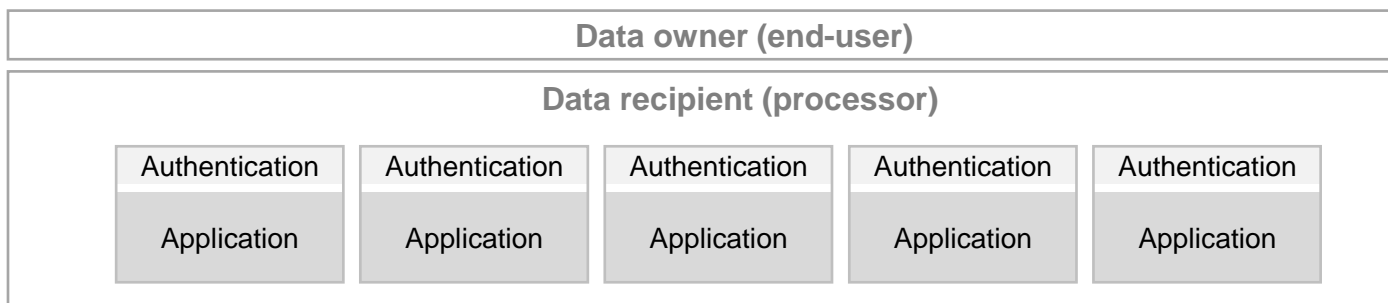 Data owner (end-user)
Data recipient (processor)
Authentication Authentication Authentication Authentication Authentication
Application Application Application Application Application